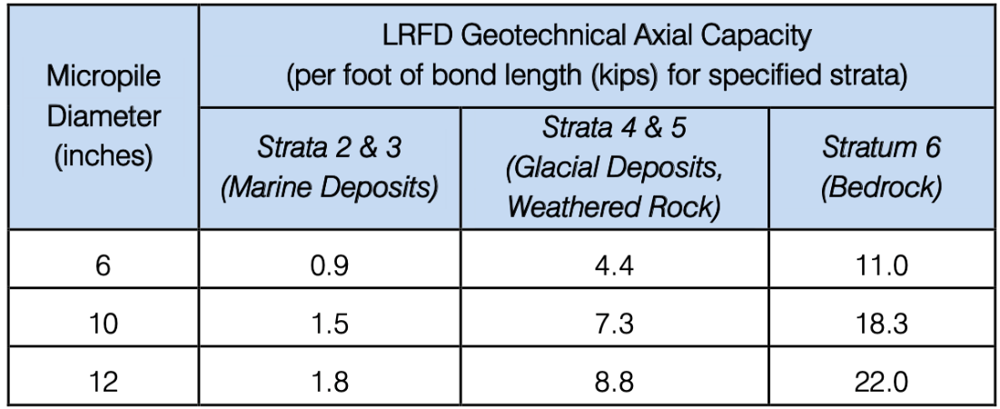 Micropile
Diameter
(inches)
LRFD Geotechnical Axial Capacity
(per foot of bond length (kips) for specified strata)
Strata 2 & 3
(Marine Deposits)
Strata 4 & 5
(Glacial Deposits,
Weathered Rock)
Stratum 6
(Bedrock)
6 0.9 4.4 11.0
10 1.5 7.3 18.3
12 1.8 8.8 22.0